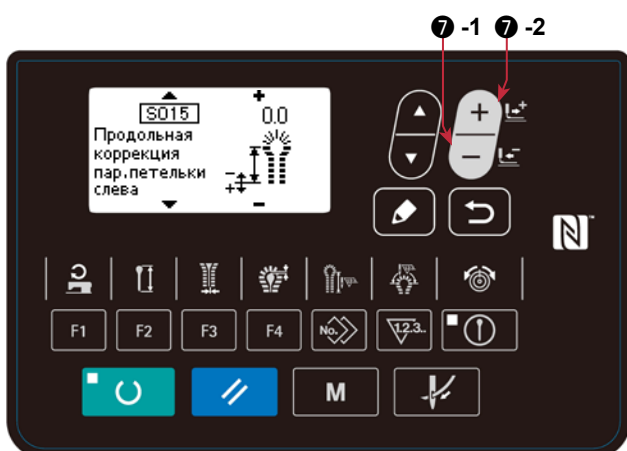 ❼ -1 ❼ -2
S015 0.0
Продольная
коррекция
пар.петельки
слева
F1 F2 F3 F4 No. 1.2.3..
M